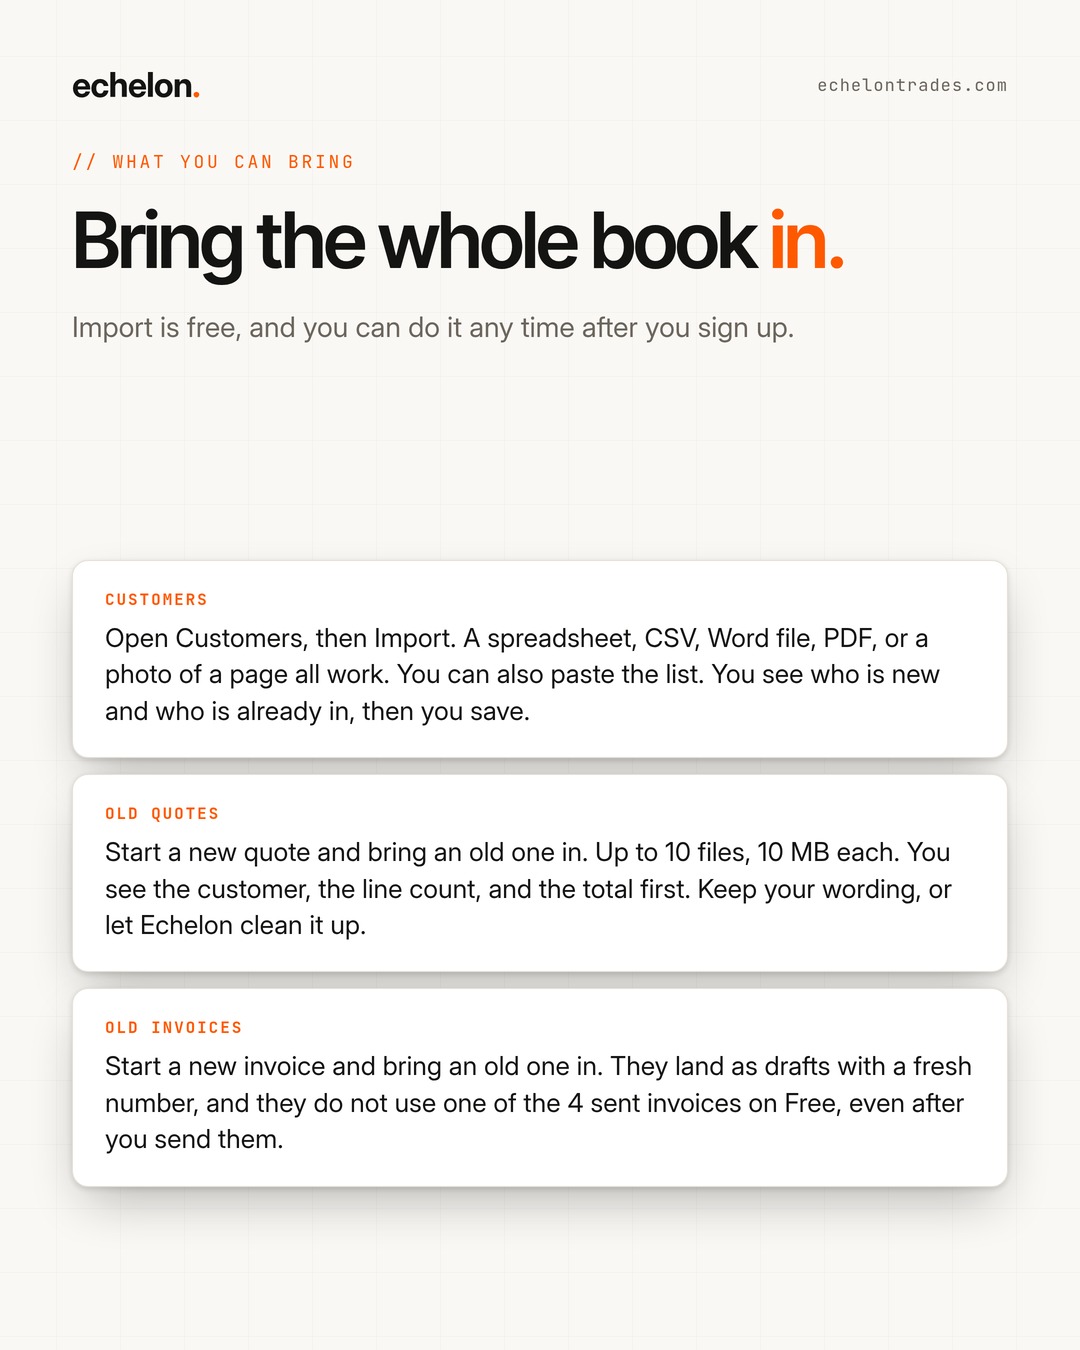 echelon.
echelontrades.com
// WHAT YOU CAN BRING
Bring the whole book in.
Import is free, and you can do it any time after you sign up.
CUSTOMERS
Open Customers, then Import. A spreadsheet, CSV, Word file, PDF, or a
photo of a page all work. You can also paste the list. You see who is new
and who is already in, then you save.
OLD QUOTES
Start a new quote and bring an old one in. Up to 10 files, 10 MB each. You
see the customer, the line count, and the total first. Keep your wording, or
let Echelon clean it up.
OLD INVOICES
Start a new invoice and bring an old one in. They land as drafts with a fresh
number, and they do not use one of the 4 sent invoices on Free, even after
you send them.